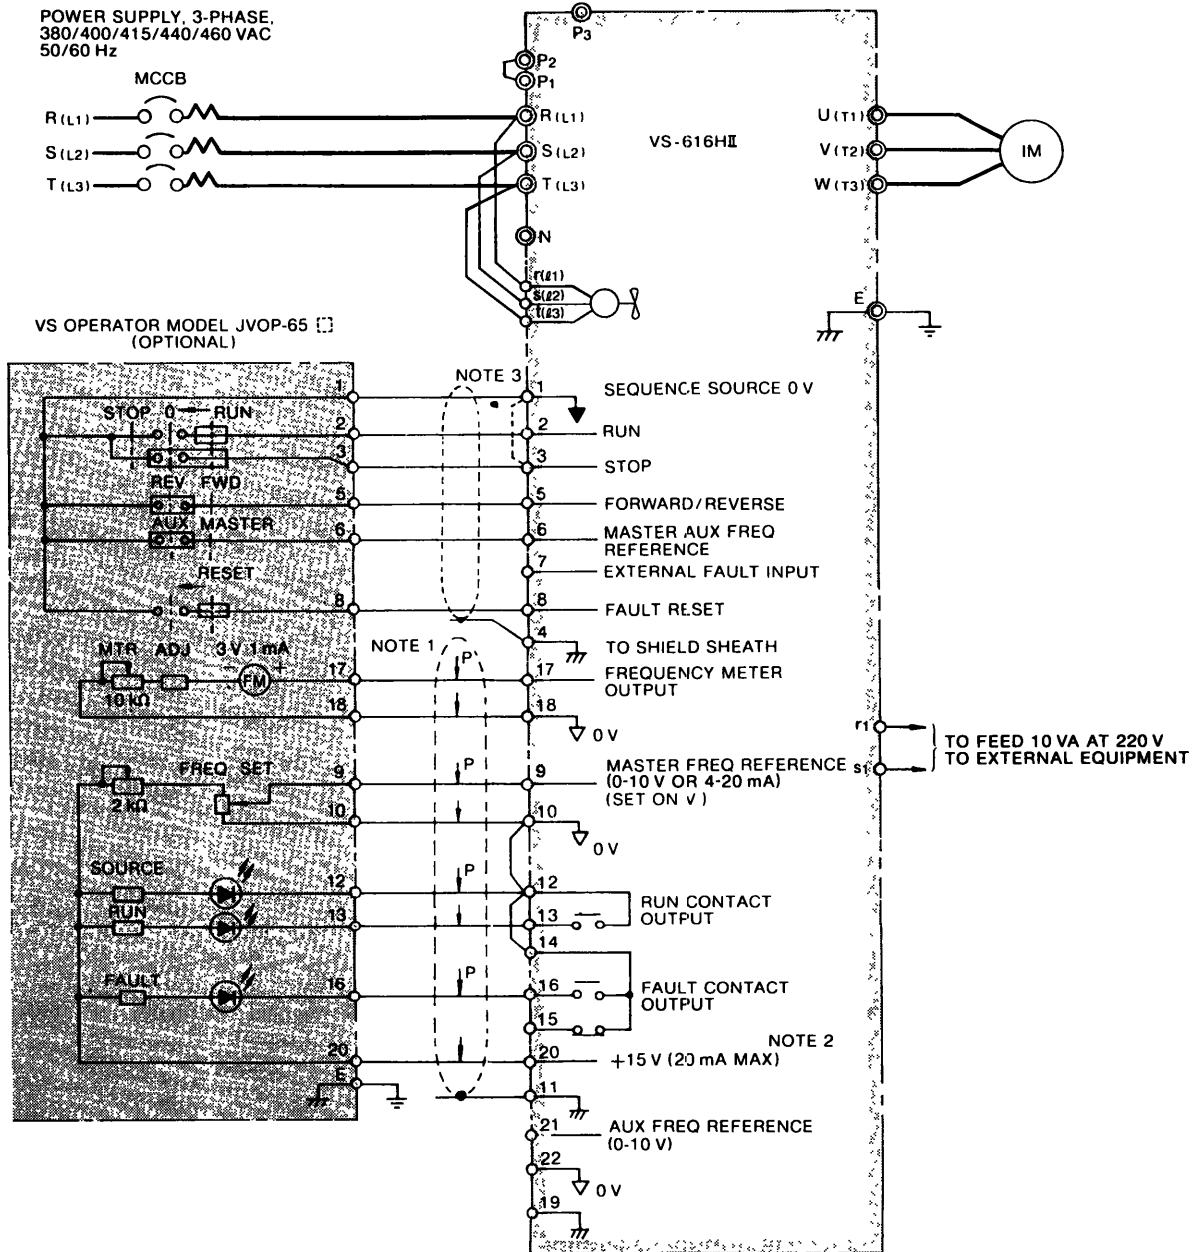 POWER SUPPLY, 3-PHASE,
380/400/415/440/460 VAC
50/60 Hz
MCCB
R(L1)
S(L2)
T(L3)
P3
P2
P1
R(L1)
S(L2)
T(L3)
N
r(ℓ1)
s(ℓ2)
t(ℓ3)
VS-616HII
U(T1)
V(T2)
W(T3)
IM
E
VS OPERATOR MODEL JVOP-65
(OPTIONAL)
NOTE 3
1
1
SEQUENCE SOURCE 0 V
STOP 0 RUN
2
2
RUN
3
3
STOP
REV FWD
5
5
FORWARD/REVERSE
AUX MASTER
6
6
MASTER AUX FREQ
REFERENCE
7
EXTERNAL FAULT INPUT
RESET
8
8
FAULT RESET
4
TO SHIELD SHEATH
NOTE 1
MTR ADJ 3 V 1 mA
10 kΩ
- FM +
17
P
17
FREQUENCY METER
OUTPUT
18
18
0 V
r1
s1
TO FEED 10 VA AT 220 V
TO EXTERNAL EQUIPMENT
FREQ SET
2 kΩ
9
P
9
MASTER FREQ REFERENCE
(0-10 V OR 4-20 mA)
(SET ON V)
10
10
0 V
SOURCE
12
P
12
RUN
13
13
RUN CONTACT
OUTPUT
14
FAULT
16
P
16
FAULT CONTACT
OUTPUT
15
NOTE 2
20
20
+15 V (20 mA MAX)
E
11
21
AUX FREQ REFERENCE
(0-10 V)
22
0 V
19